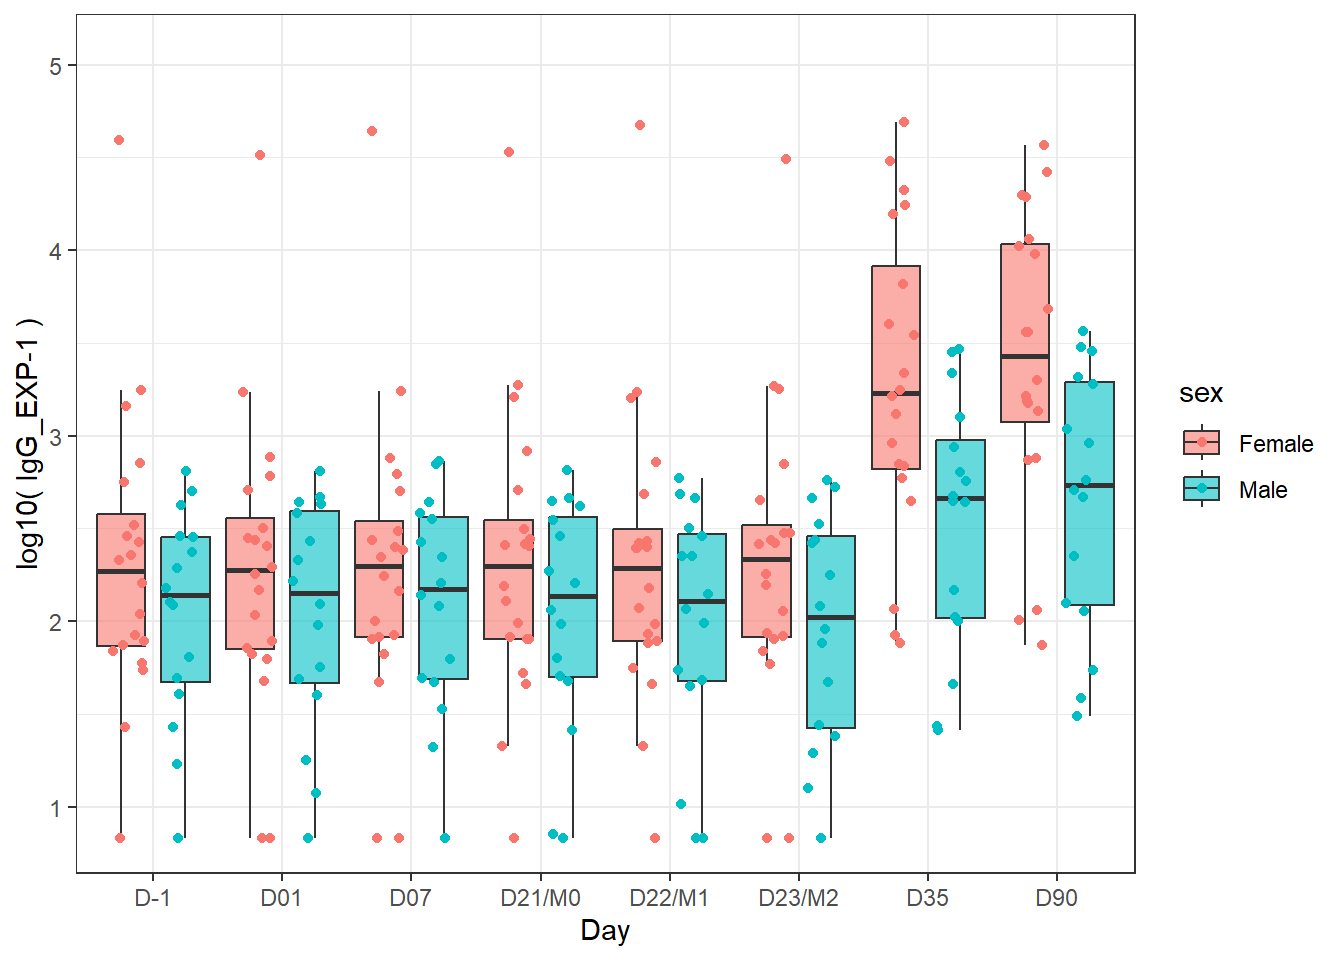 5
4
3
2
1
log10( IgG_EXP-1 )
D-1 D01 D07 D21/M0 D22/M1 D23/M2 D35 D90
Day
sex
Female
Male